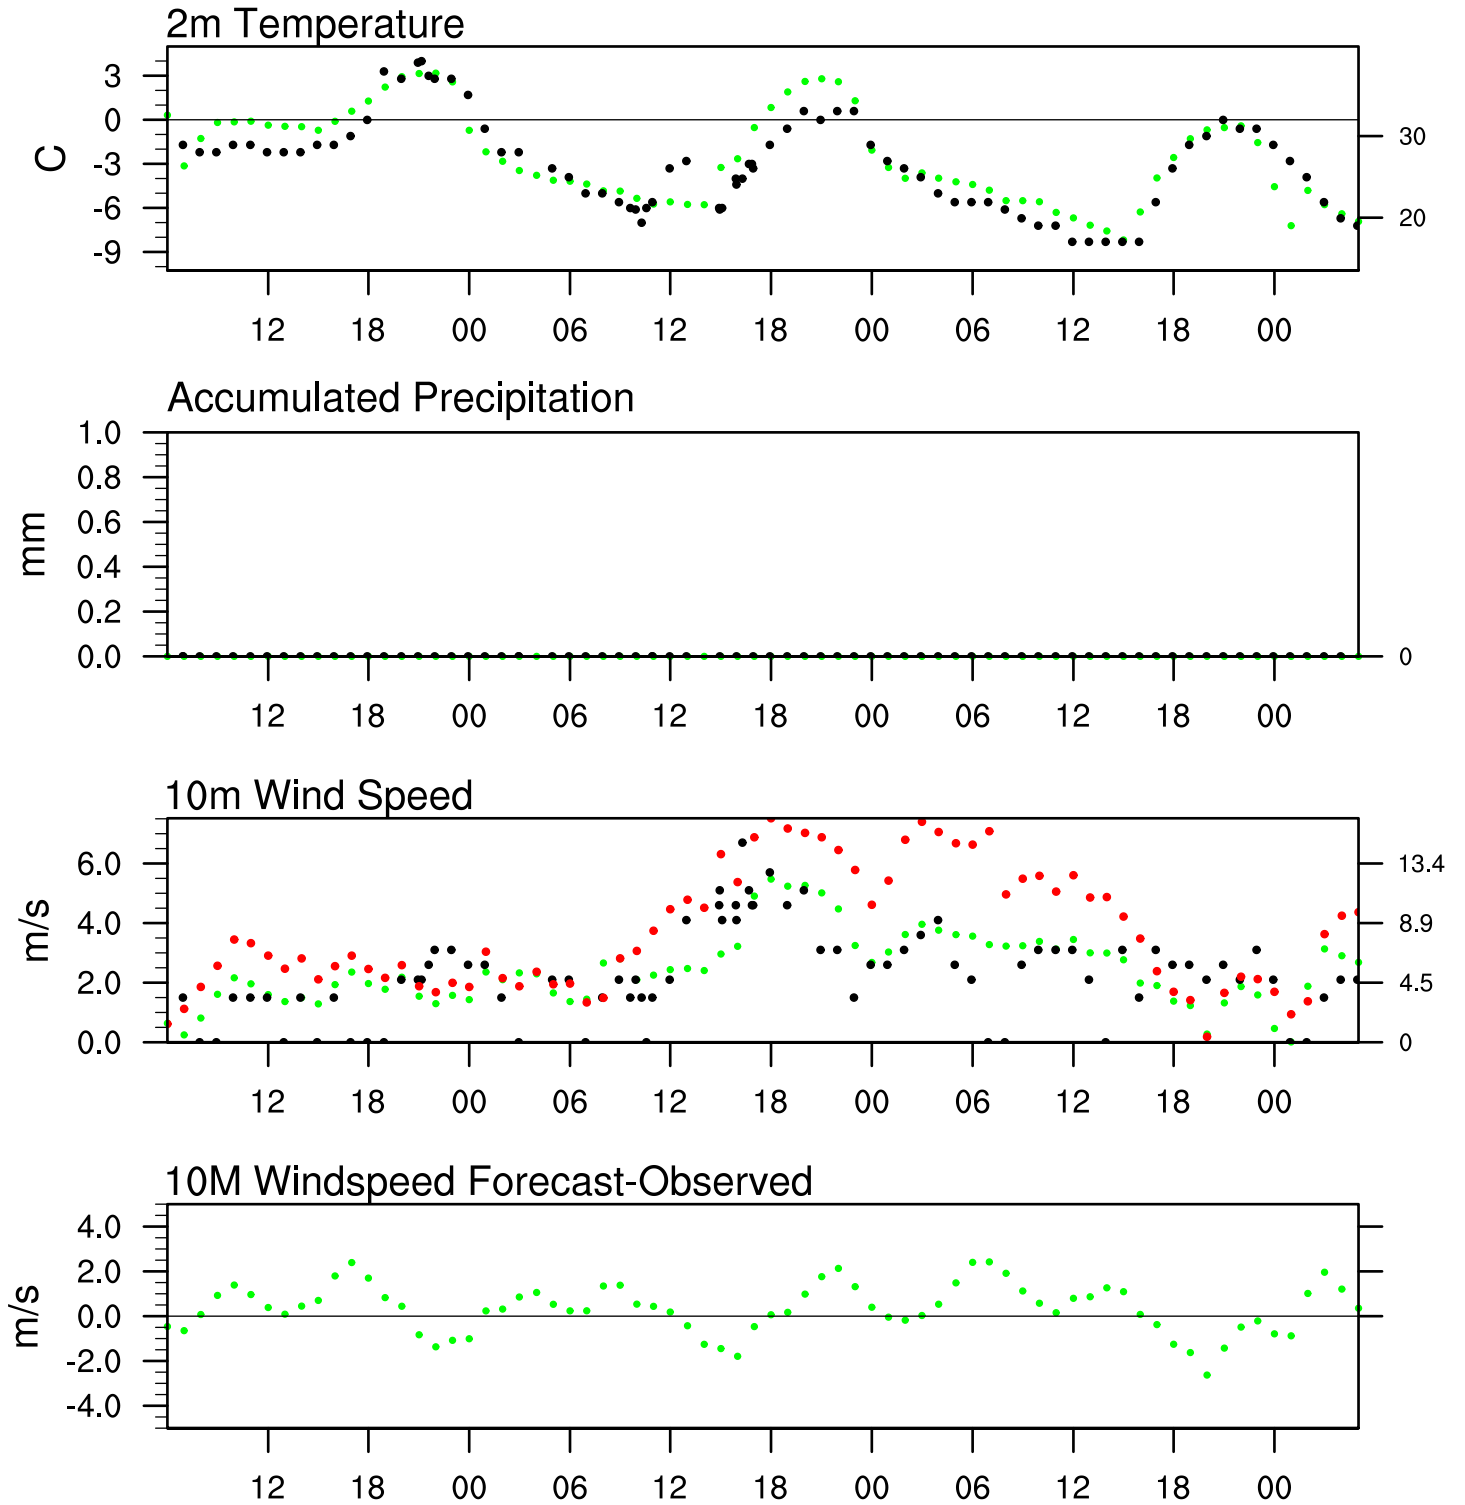 2m Temperature
3
0
-3
-6
-9
C
30
20
12 18 00 06 12 18 00 06 12 18 00
Accumulated Precipitation
1.0
0.8
0.6
0.4
0.2
0.0
mm
0
12 18 00 06 12 18 00 06 12 18 00
10m Wind Speed
6.0
4.0
2.0
0.0
m/s
13.4
8.9
4.5
0
12 18 00 06 12 18 00 06 12 18 00
10M Windspeed Forecast-Observed
4.0
2.0
0.0
-2.0
-4.0
m/s
12 18 00 06 12 18 00 06 12 18 00